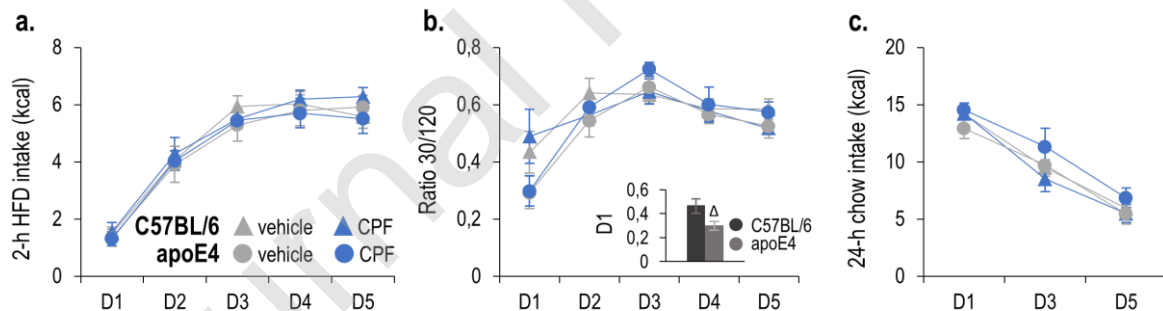 a.
2-h HFD intake (kcal)
8
6
4
2
0
D1 D2 D3 D4 D5
C57BL/6 vehicle CPF
apoE4 vehicle CPF
b.
Ratio 30/120
0,8
0,6
0,4
0,2
0
D1 D2 D3 D4 D5
D1
0,6
0,4
0,2
0
Δ
C57BL/6
apoE4
c.
24-h chow intake (kcal)
20
15
10
5
0
D1 D3 D5